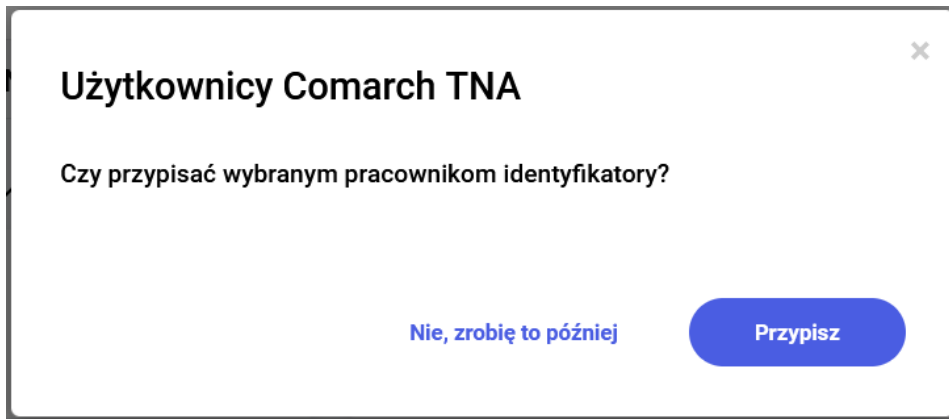 Użytkownicy Comarch TNA
Czy przypisać wybranym pracownikom identyfikatory?
Nie, zrobię to później
Przypisz